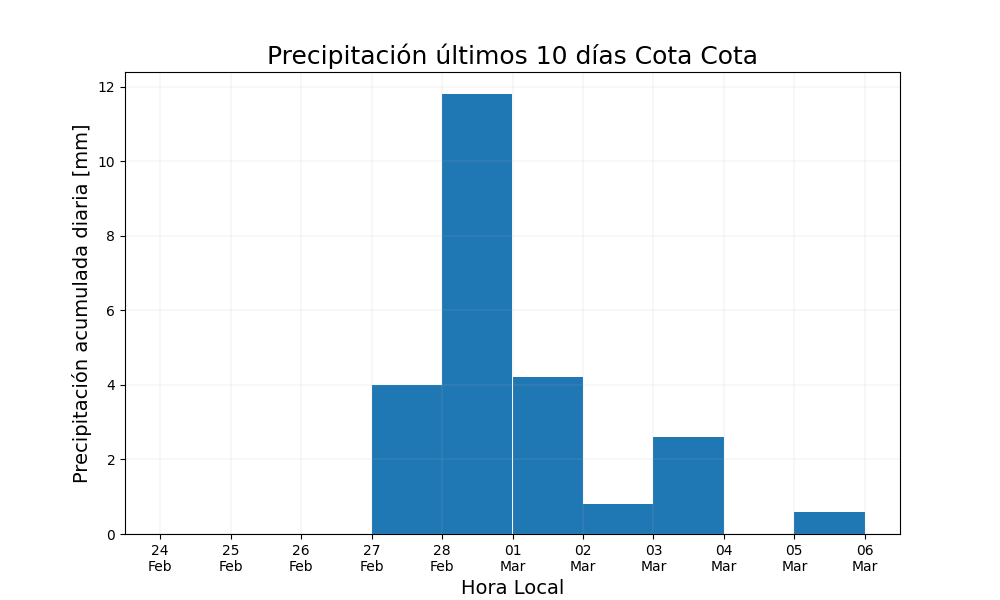 Precipitación últimos 10 días Cota Cota
Precipitación acumulada diaria [mm]
12
10
8
6
4
2
0
24 25 26 27 28 01 02 03 04 05 06
Feb Feb Feb Feb Feb Mar Mar Mar Mar Mar Mar
Hora Local